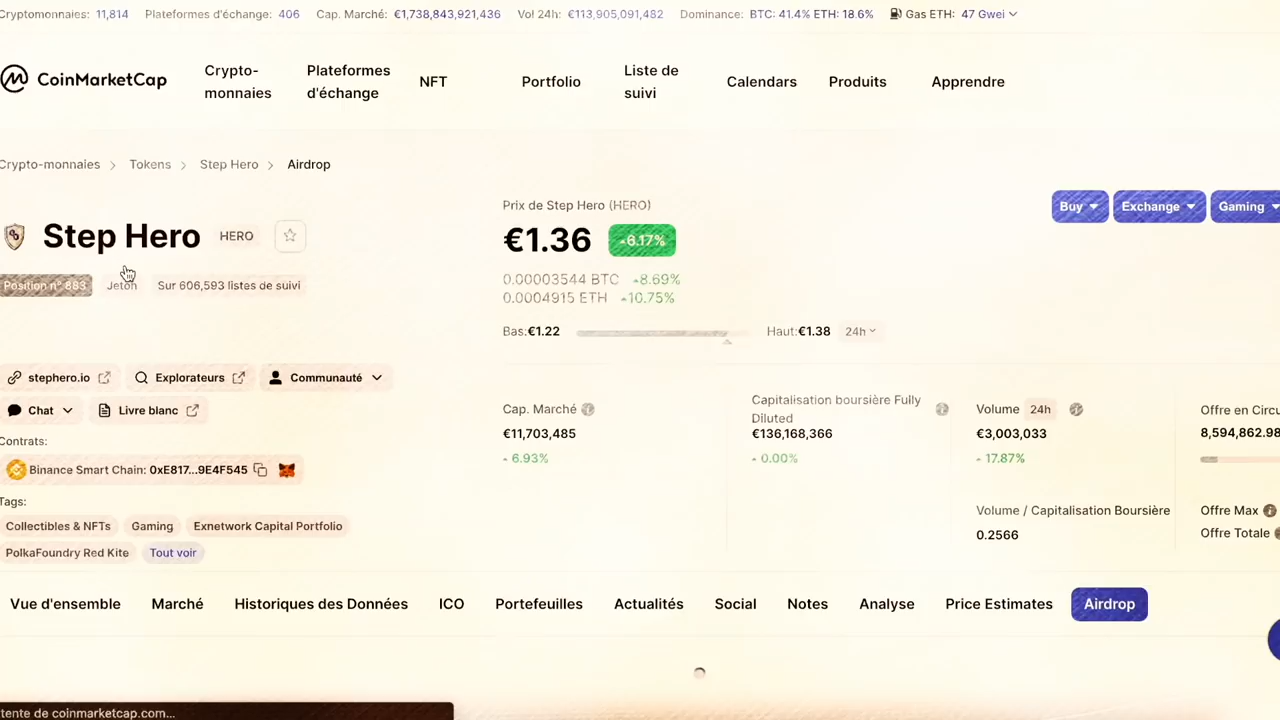 Cryptomonnaies: 11,814 Plateformes d'échange: 406 Cap. Marché: €1,738,843,921,436 Vol 24h: €113,905,091,482 Dominance: BTC: 41.4% ETH: 18.6% Gas ETH: 47 Gwei
CoinMarketCap
Crypto-monnaies
Plateformes d'échange
NFT
Portfolio
Liste de suivi
Calendars
Produits
Apprendre
Crypto-monnaies Tokens Step Hero Airdrop
Step Hero HERO
Position n° 883 Jeton Sur 606,593 listes de suivi
Prix de Step Hero (HERO)
€1.36 6.17%
0.00003544 BTC 8.69%
0.0004915 ETH 10.75%
Bas:€1.22 Haut:€1.38 24h
Buy Exchange Gaming
stephero.io Explorateurs Communauté
Chat Livre blanc
Contrats:
Binance Smart Chain: 0xE817...9E4F545
Tags:
Collectibles & NFTs Gaming Exnetwork Capital Portfolio
PolkaFoundry Red Kite Tout voir
Cap. Marché
€11,703,485
6.93%
Capitalisation boursière Fully
Diluted
€136,168,366
0.00%
Volume 24h
€3,003,033
17.87%
Volume / Capitalisation Boursière
0.2566
Offre en Circu
8,594,862.98
Offre Max
Offre Totale
Vue d'ensemble Marché Historiques des Données ICO Portefeuilles Actualités Social Notes Analyse Price Estimates Airdrop
tente de coinmarketcap.com...